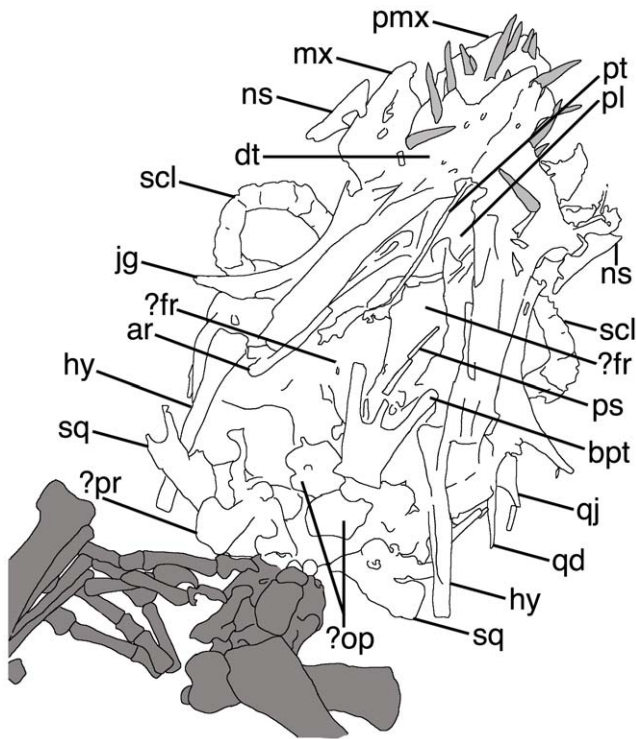 pmx
mx
pt
ns
pl
dt
scl
jg
ns
?fr
scl
ar
?fr
hy
ps
sq
bpt
?pr
qj
qd
hy
?op
sq